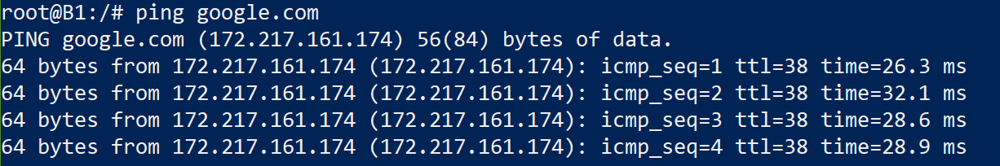 root@B1:/# ping google.com
PING google.com (172.217.161.174) 56(84) bytes of data.
64 bytes from 172.217.161.174 (172.217.161.174): icmp_seq=1 ttl=38 time=26.3 ms
64 bytes from 172.217.161.174 (172.217.161.174): icmp_seq=2 ttl=38 time=32.1 ms
64 bytes from 172.217.161.174 (172.217.161.174): icmp_seq=3 ttl=38 time=28.6 ms
64 bytes from 172.217.161.174 (172.217.161.174): icmp_seq=4 ttl=38 time=28.9 ms